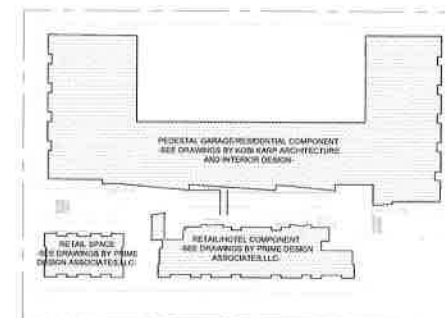 PEDESTAL GARAGE/RESIDENTIAL COMPONENT
-SEE DRAWINGS BY KOBI KARP ARCHITECTURE
AND INTERIOR DESIGN-
RETAIL SPACE
-SEE DRAWINGS BY PRIME
DESIGN ASSOCIATES,LLC-
RETAIL/HOTEL COMPONENT
-SEE DRAWINGS BY PRIME DESIGN
ASSOCIATES,LLC-